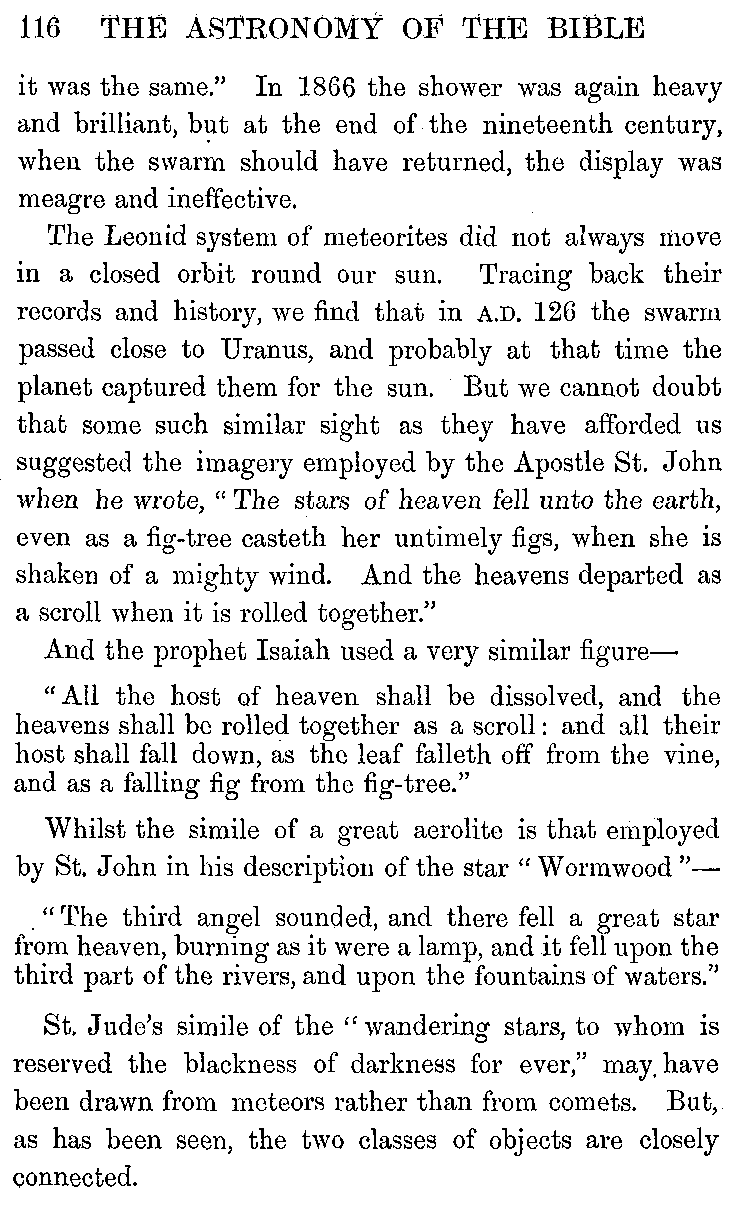 116 THE ASTRONOMY OF THE BIBLE
it was the same.” In 1866 the shower was again heavy
and brilliant, but at the end of the nineteenth century,
when the swarm should have returned, the display was
meagre and ineffective.
The Leonid system of meteorites did not always move
in a closed orbit round our sun. Tracing back their
records and history, we find that in A.D. 126 the swarm
passed close to Uranus, and probably at that time the
planet captured them for the sun. But we cannot doubt
that some such similar sight as they have afforded us
suggested the imagery employed by the Apostle St. John
when he wrote, “The stars of heaven fell unto the earth,
even as a fig-tree casteth her untimely figs, when she is
shaken of a mighty wind. And the heavens departed as
a scroll when it is rolled together.”
And the prophet Isaiah used a very similar figure—
“All the host of heaven shall be dissolved, and the
heavens shall be rolled together as a scroll: and all their
host shall fall down, as the leaf falleth off from the vine,
and as a falling fig from the fig-tree.”
Whilst the simile of a great aerolite is that employed
by St. John in his description of the star “Wormwood”—
“The third angel sounded, and there fell a great star
from heaven, burning as it were a lamp, and it fell upon the
third part of the rivers, and upon the fountains of waters.”
St. Jude’s simile of the “wandering stars, to whom is
reserved the blackness of darkness for ever,” may have
been drawn from meteors rather than from comets. But,
as has been seen, the two classes of objects are closely
connected.